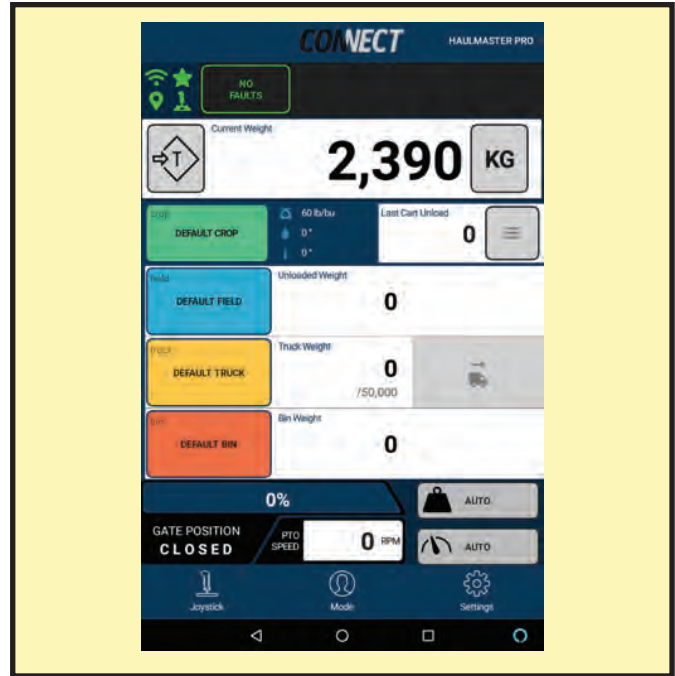 CONNECT
HAULMASTER PRO
NO
FAULTS
Current Weight
T
2,390
KG
crop
DEFAULT CROP
60 lb/bu
0°
0°
Last Cart Unload
0
field
DEFAULT FIELD
Unloaded Weight
0
truck
DEFAULT TRUCK
Truck Weight
0
/50,000
bin
DEFAULT BIN
Bin Weight
0
0%
AUTO
GATE POSITION
CLOSED
PTO
SPEED
0 RPM
AUTO
Joystick
Mode
Settings